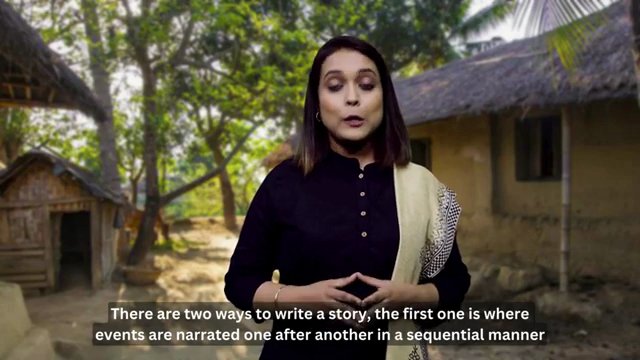 There are two ways to write a story, the first one is where
events are narrated one after another in a sequential manner